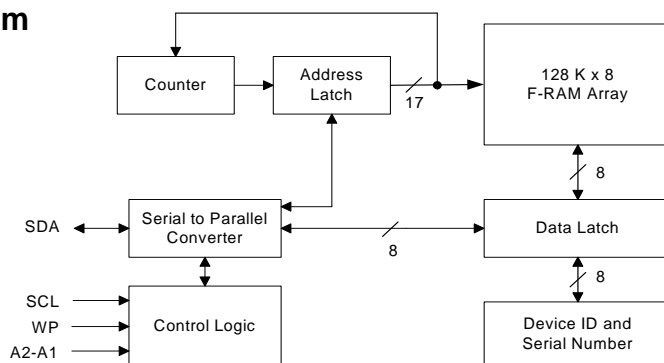 m
Counter
Address
Latch
17
128 K x 8
F-RAM Array
8
SDA
Serial to Parallel
Converter
8
Data Latch
8
SCL
WP
A2-A1
Control Logic
Device ID and
Serial Number